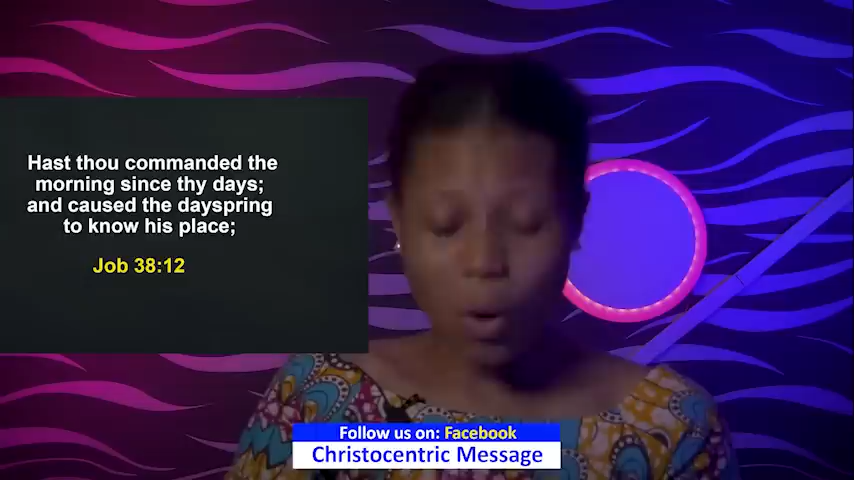 Hast thou commanded the
morning since thy days;
and caused the dayspring
to know his place;
Job 38:12
Follow us on: Facebook
Christocentric Message